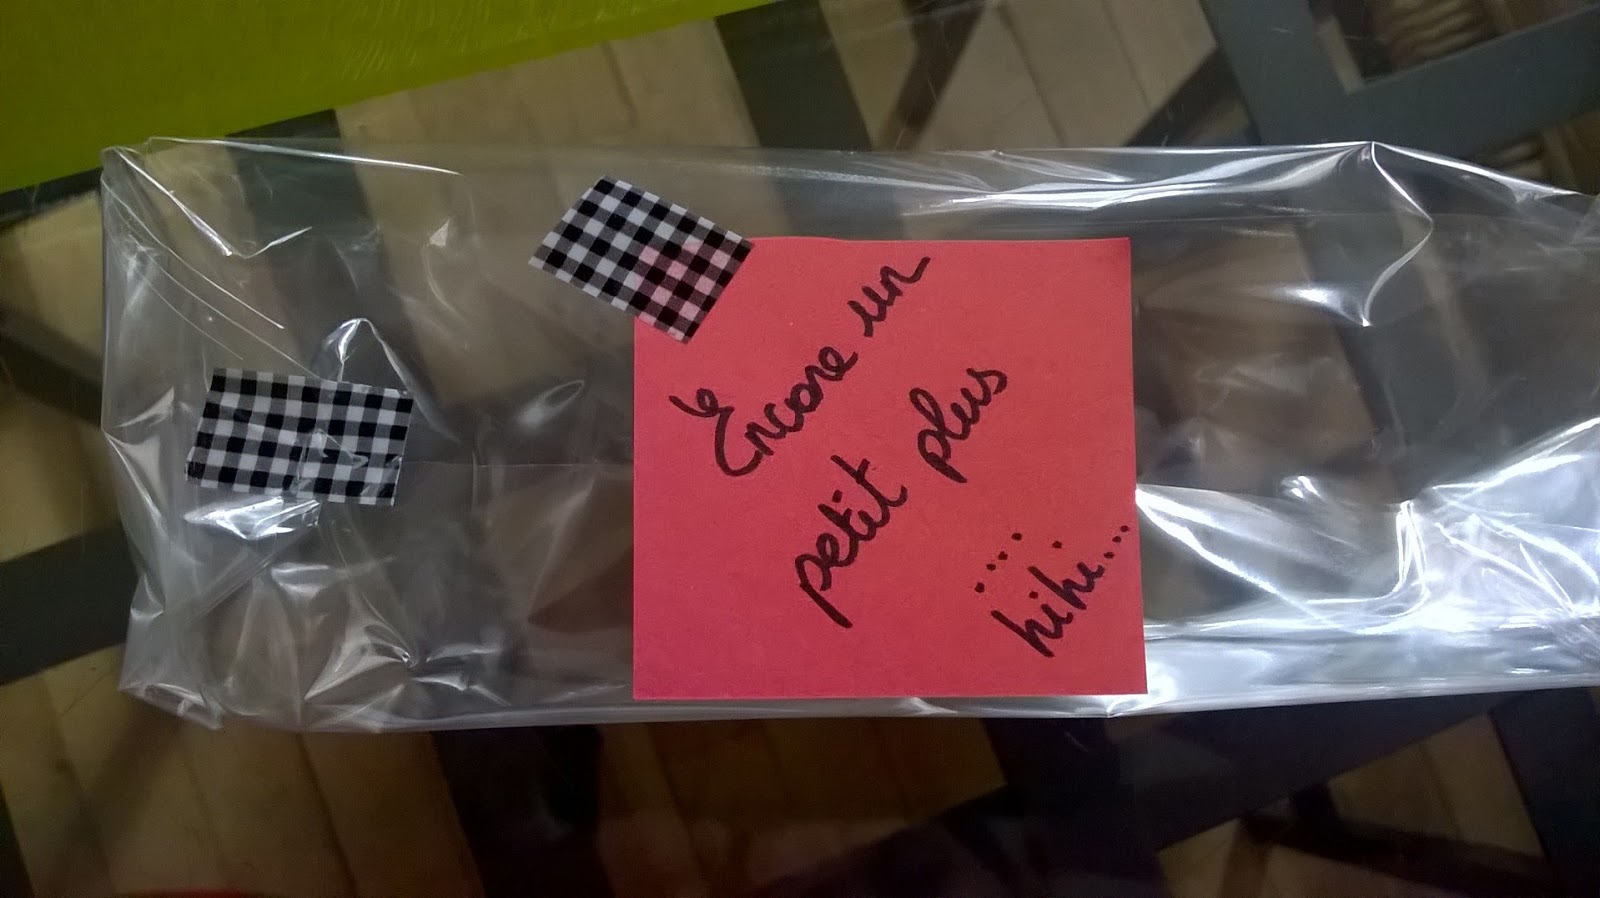 Encore un
petit plus
....
hihi...